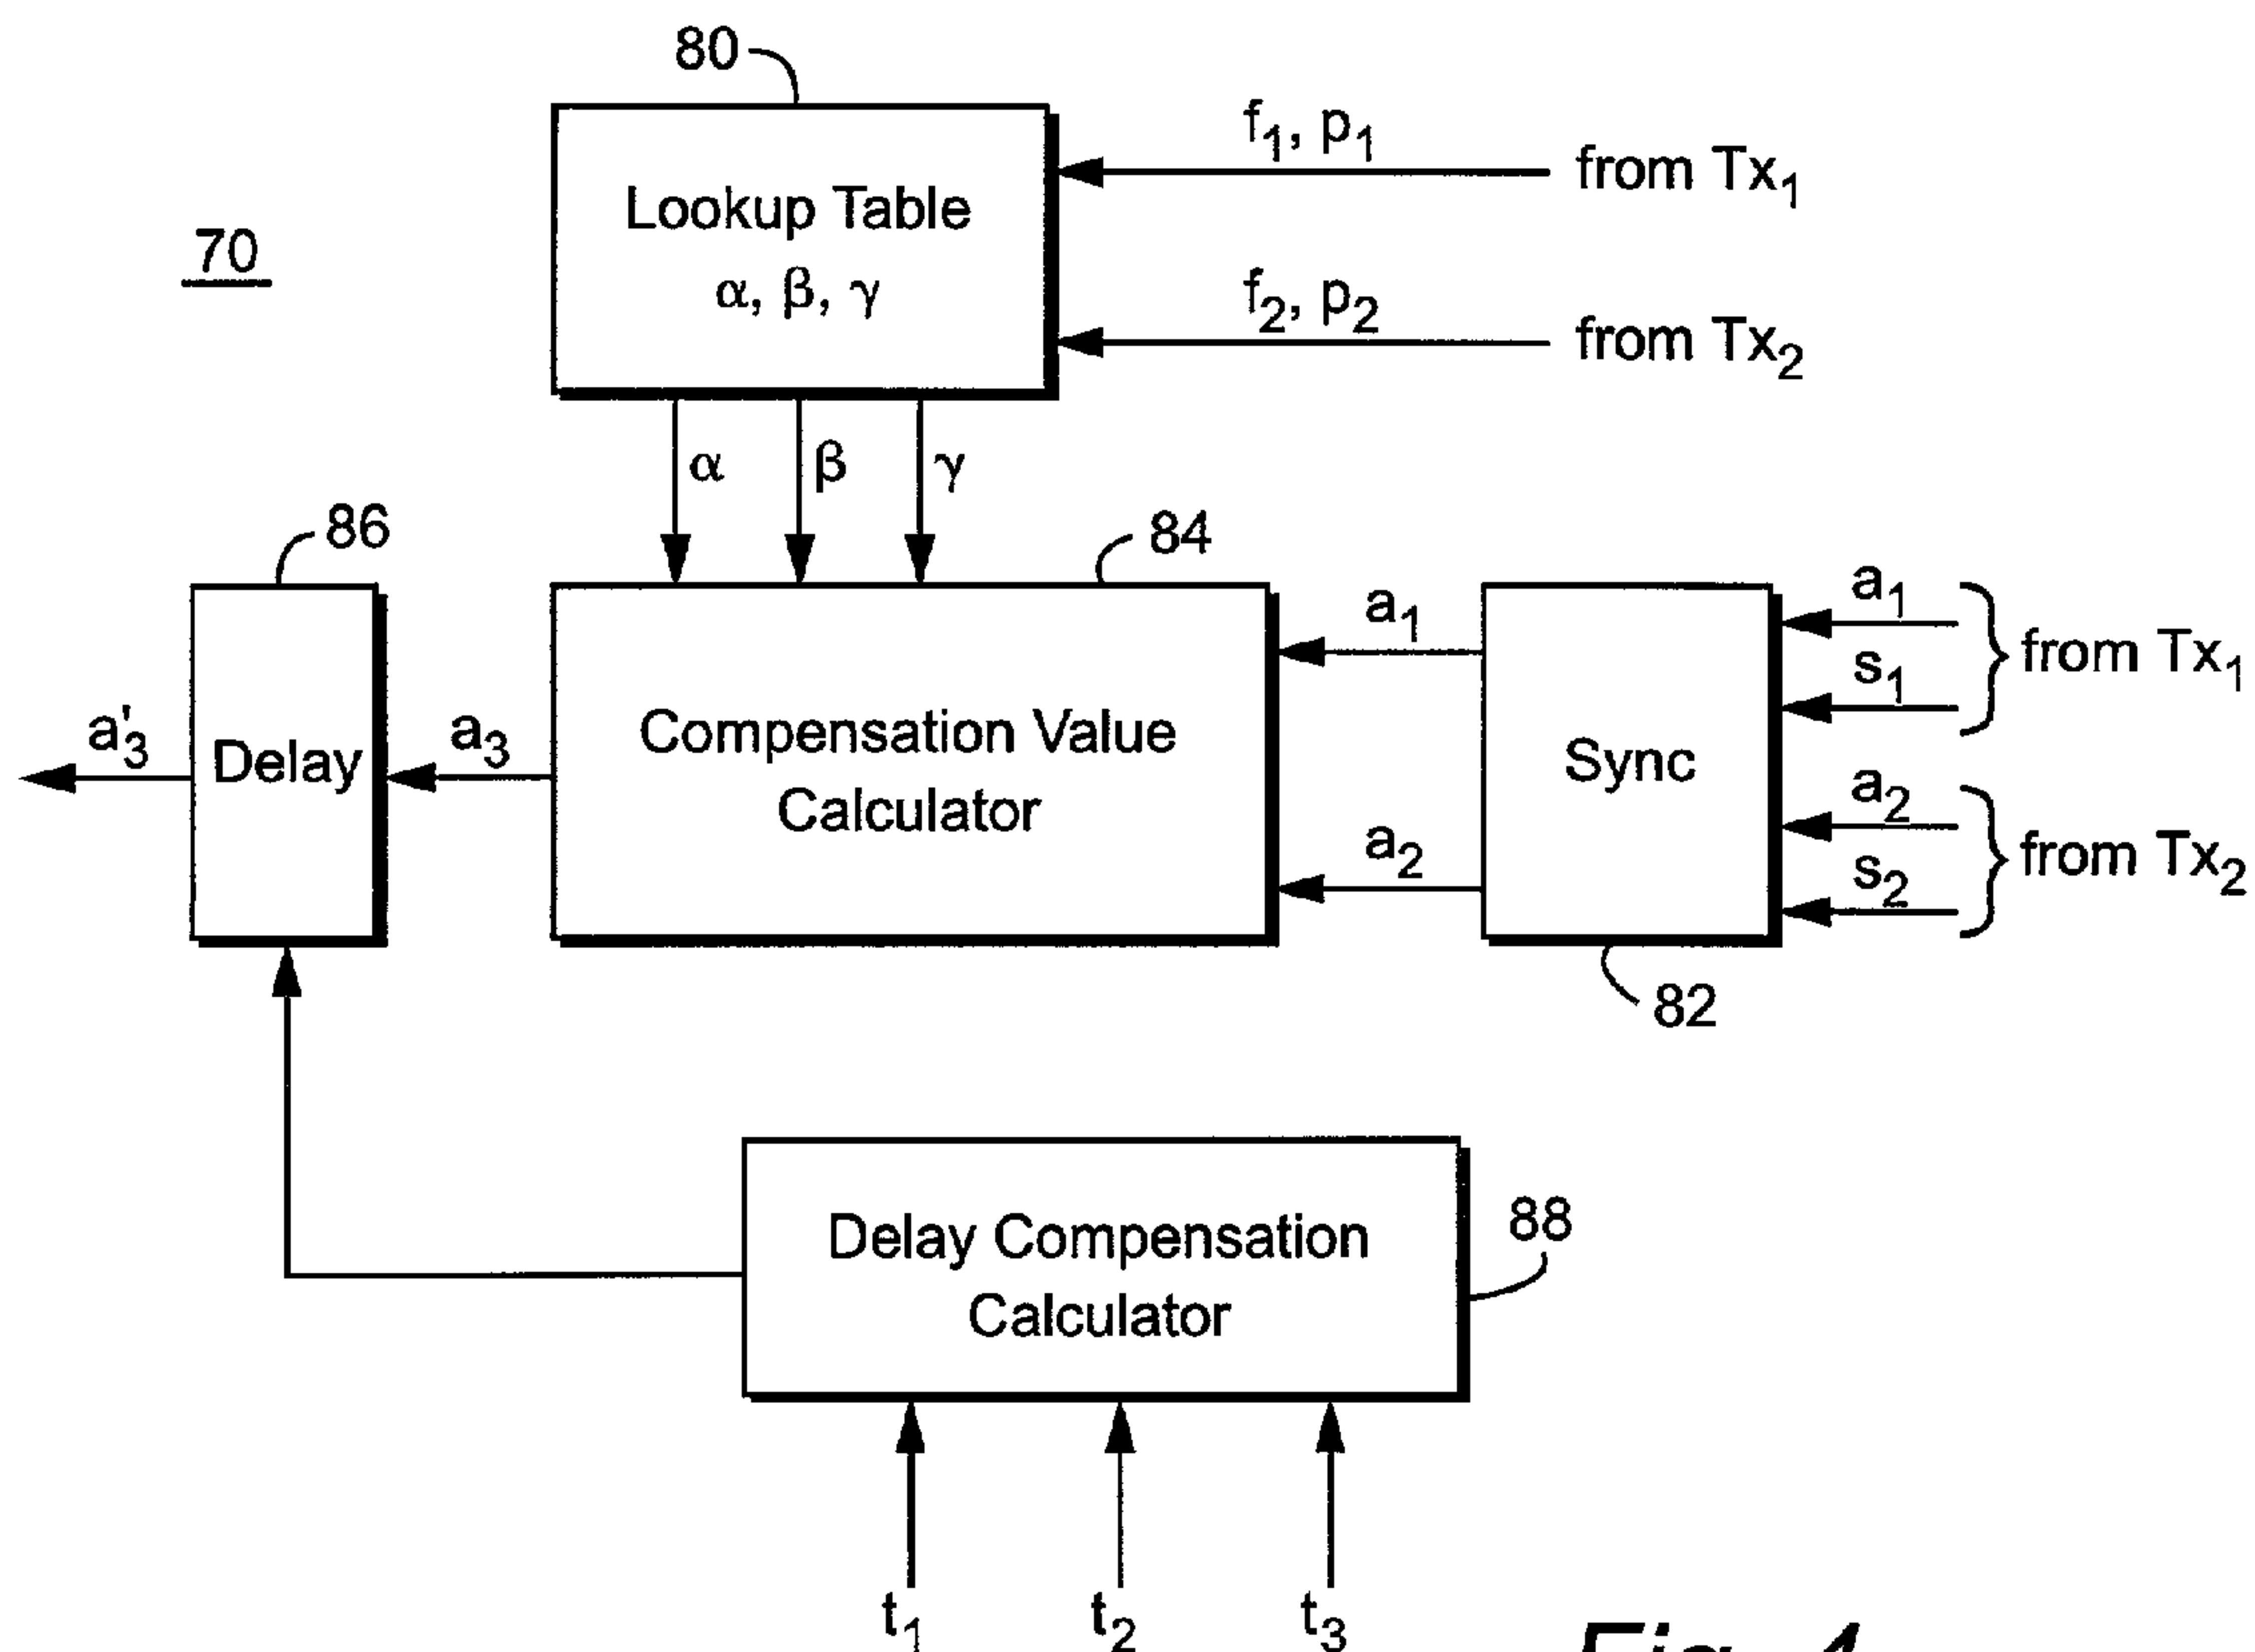 80
f₁, p₁
from Tx₁
Lookup Table
α, β, γ
70
f₂, p₂
from Tx₂
α
β
γ
86
84
a₁
a₁
s₁
from Tx₁
a'₃
Delay
a₃
Compensation Value
Calculator
Sync
a₂
a₂
s₂
from Tx₂
82
Delay Compensation
Calculator
88
t₁
t₂
t₃